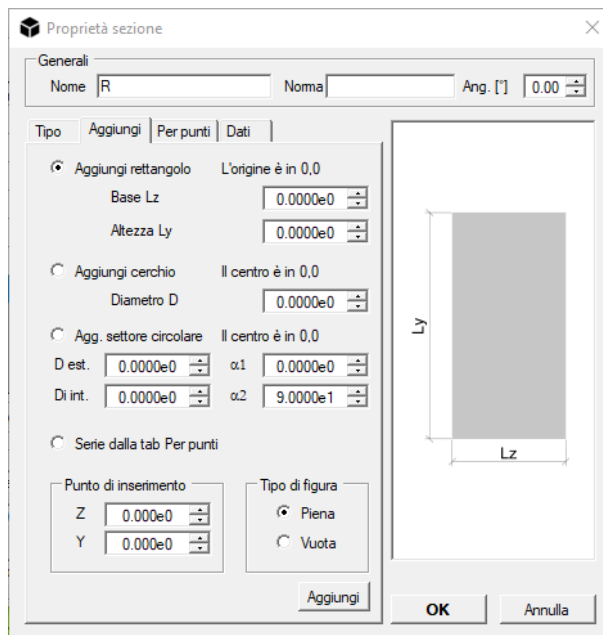 Proprietà sezione
Generali
Nome R Norma Ang. [°] 0.00
Tipo Aggiungi Per punti Dati
Aggiungi rettangolo L'origine è in 0,0
Base Lz 0.0000e0
Altezza Ly 0.0000e0
Aggiungi cerchio Il centro è in 0,0
Diametro D 0.0000e0
Agg. settore circolare Il centro è in 0,0
D est. 0.0000e0 α1 0.0000e0
Di int. 0.0000e0 α2 9.0000e1
Serie dalla tab Per punti
Punto di inserimento Tipo di figura
Z 0.000e0 Piena
Y 0.000e0 Vuota
Aggiungi
Ly
Lz
OK Annulla